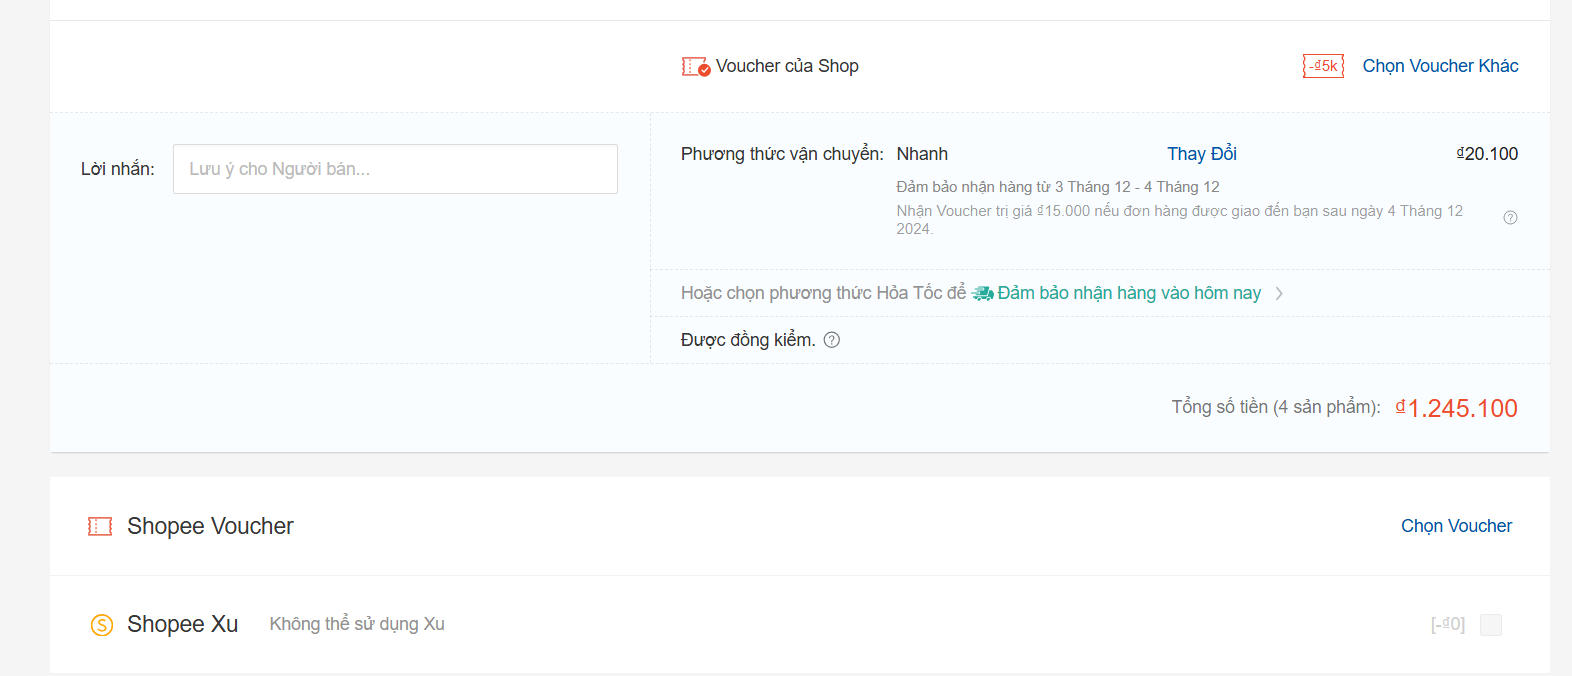 Voucher của Shop
-₫5k
Chọn Voucher Khác
Lời nhắn:
Lưu ý cho Người bán...
Phương thức vận chuyển:
Nhanh
Thay Đổi
₫20.100
Đảm bảo nhận hàng từ 3 Tháng 12 - 4 Tháng 12
Nhận Voucher trị giá ₫15.000 nếu đơn hàng được giao đến bạn sau ngày 4 Tháng 12
2024.
?
Hoặc chọn phương thức Hỏa Tốc để Đảm bảo nhận hàng vào hôm nay
Được đồng kiểm. ?
Tổng số tiền (4 sản phẩm): ₫1.245.100
Shopee Voucher
Chọn Voucher
S
Shopee Xu
Không thể sử dụng Xu
[-₫0]